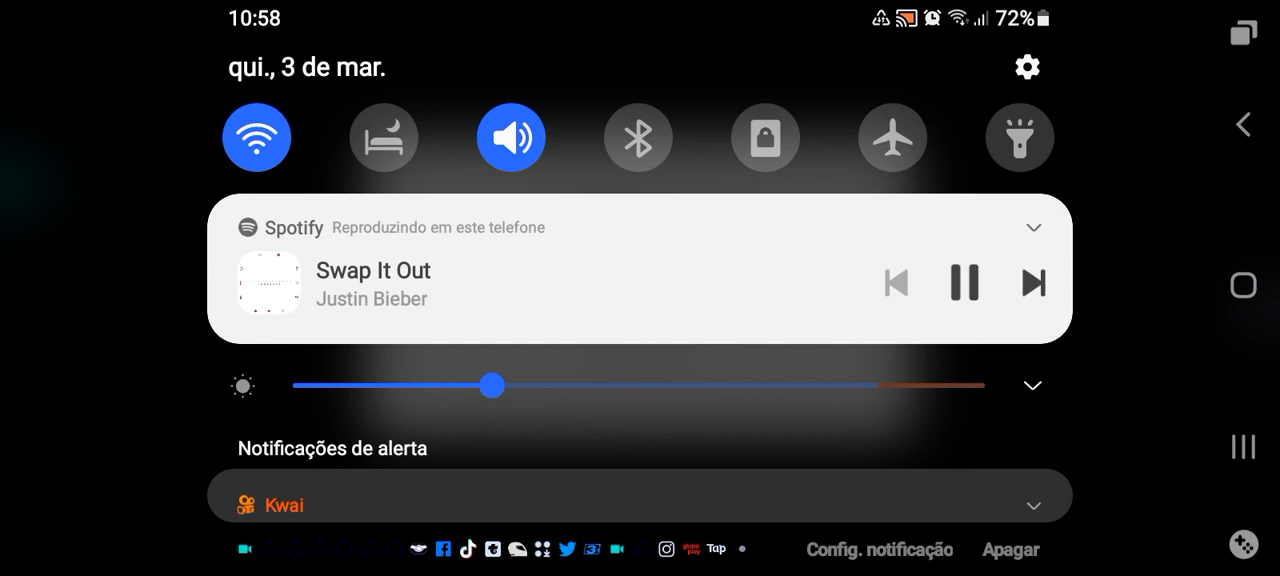 10:58
72%
qui., 3 de mar.
Spotify Reproduzindo em este telefone
Swap It Out
Justin Bieber
Notificações de alerta
Kwai
Tap
Config. notificação Apagar